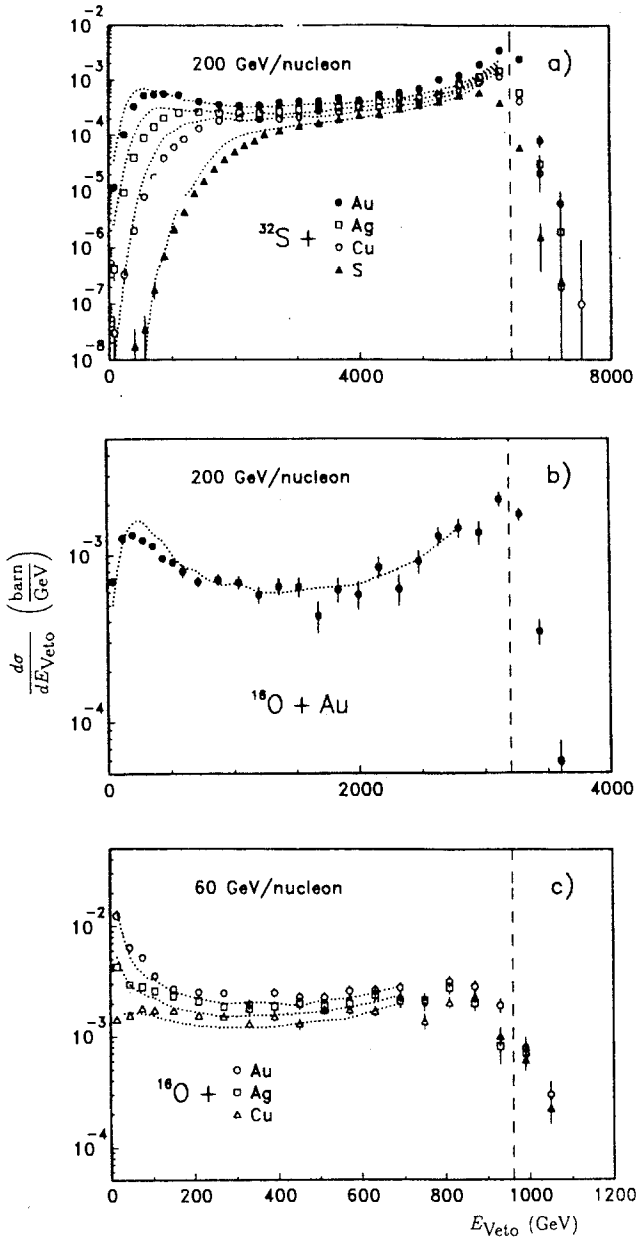 10⁻²
200 GeV/nucleon
a)
10⁻³
10⁻⁴
10⁻⁵
10⁻⁶
10⁻⁷
10⁻⁸
³²S +
Au
Ag
Cu
S
0 4000 8000
200 GeV/nucleon
b)
10⁻³
10⁻⁴
dσ/dE_Veto (barn/GeV)
¹⁶O + Au
0 2000 4000
60 GeV/nucleon
c)
10⁻²
10⁻³
10⁻⁴
¹⁶O +
Au
Ag
Cu
0 200 400 600 800 1000 1200
E_Veto (GeV)